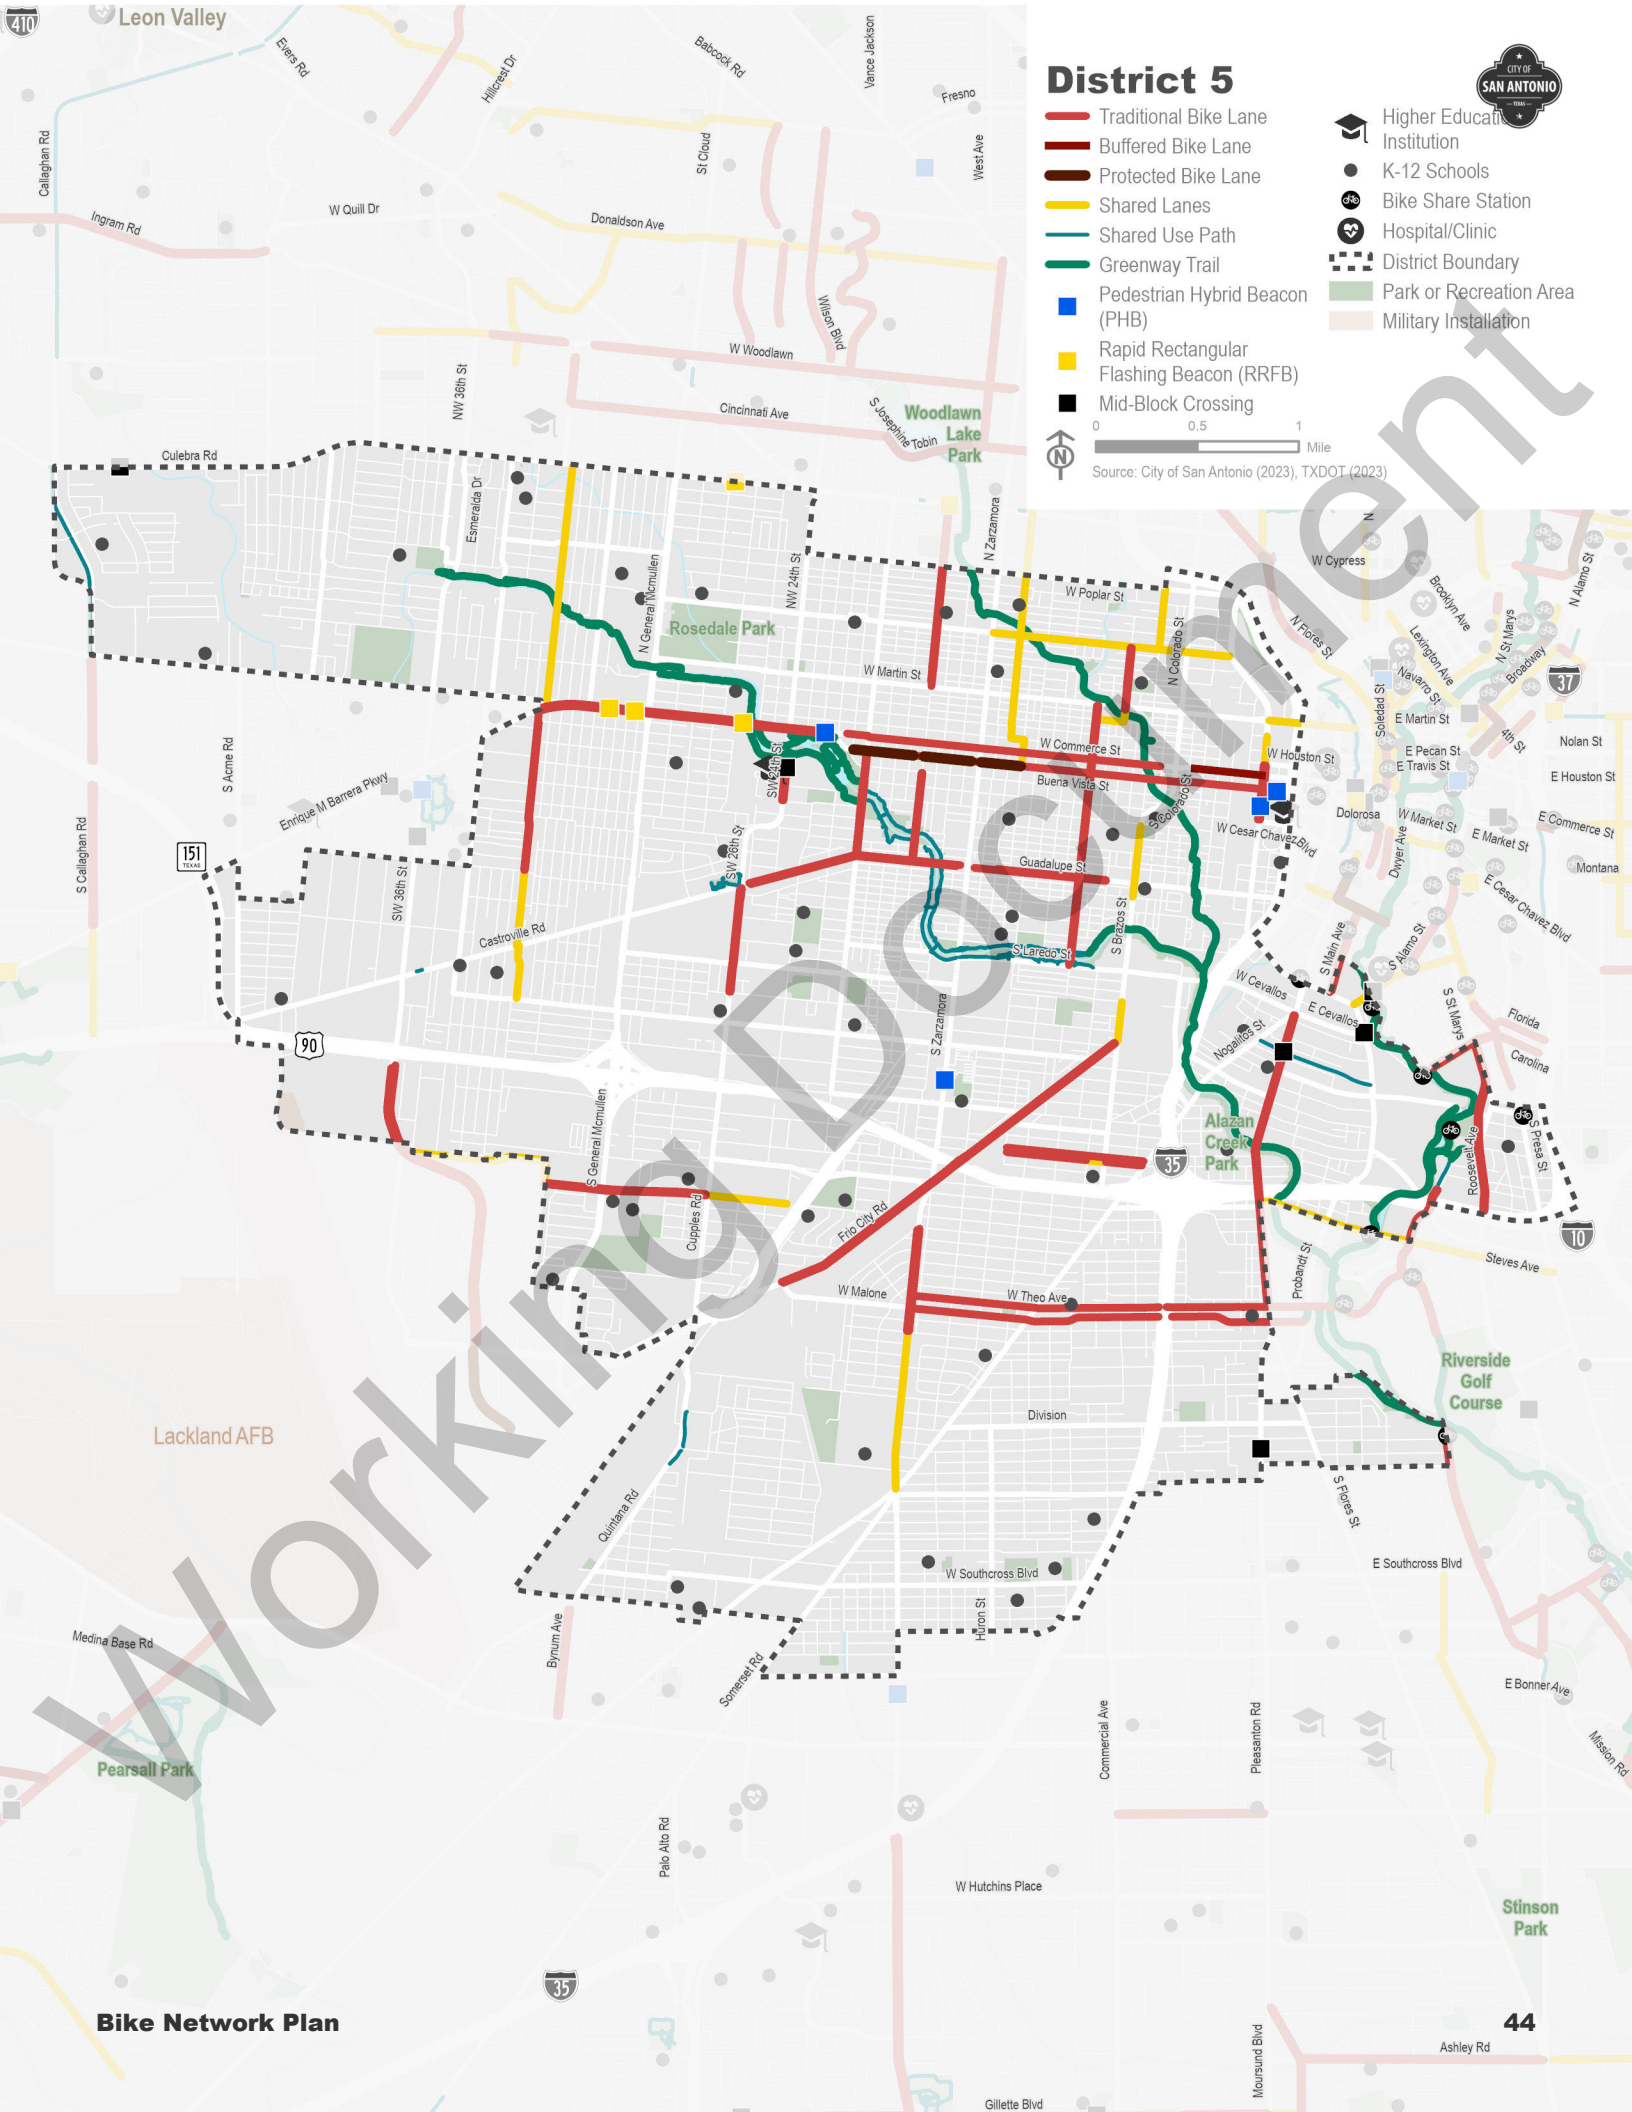 410
Leon Valley
Evers Rd
Hillcrest Dr
Babcock Rd
Vance Jackson
Fresno
Callaghan Rd
St Cloud
West Ave
Ingram Rd
W Quill Dr
Donaldson Ave
Wilson Blvd
W Woodlawn
NW 36th St
Cincinnati Ave
S Josephine Tobin
Woodlawn
Lake
Park
District 5
CITY OF
SAN ANTONIO
TEXAS
Traditional Bike Lane
Buffered Bike Lane
Protected Bike Lane
Shared Lanes
Shared Use Path
Greenway Trail
Pedestrian Hybrid Beacon
(PHB)
Rapid Rectangular
Flashing Beacon (RRFB)
Mid-Block Crossing
Higher Educati
Institution
K-12 Schools
Bike Share Station
Hospital/Clinic
District Boundary
Park or Recreation Area
Military Installation
0 0.5 1
Mile
N
Source: City of San Antonio (2023), TXDOT (2023)
Culebra Rd
Esmeralda Dr
N Zarzamora
N
W Cypress
N Alamo St
NW 24th St
N General Mcmullen
W Poplar St
Brooklyn Ave
Rosedale Park
N Colorado St
N Flores St
Lexington Ave
N St Marys
Broadway
W Martin St
Navarro St
37
Soledad St
E Martin St
4th St
Nolan St
S Acme Rd
W Commerce St
W Houston St
E Pecan St
E Travis St
E Houston St
SW 24th St
Buena Vista St
Enrique M Barrera Pkwy
S Colorado St
Dolorosa
W Market St
E Commerce St
W Cesar Chavez Blvd
E Market St
S Callaghan Rd
151
TEXAS
SW 26th St
Guadalupe St
Dwyer Ave
Montana
SW 36th St
E Cesar Chavez Blvd
S Brazos St
Castroville Rd
S Laredo St
S Main Ave
S Alamo St
W Cevallos
E Cevallos
S St Marys
Florida
Nogalitos St
S Zarzamora
90
Carolina
S General Mcmullen
Alazan
Creek
Park
35
Roosevelt Ave
S Presa St
Cupples Rd
Frio City Rd
10
Probandt St
Steves Ave
W Malone
W Theo Ave
Riverside
Golf
Course
Division
Lackland AFB
Quintana Rd
S Flores St
W Southcross Blvd
E Southcross Blvd
Huron St
Medina Base Rd
Bynum Ave
Somerset Rd
E Bonner Ave
Commercial Ave
Pleasanton Rd
Mission Rd
Pearsall Park
Palo Alto Rd
W Hutchins Place
Stinson
Park
35
Bike Network Plan
44
Moursund Blvd
Ashley Rd
Gillette Blvd
Working Document